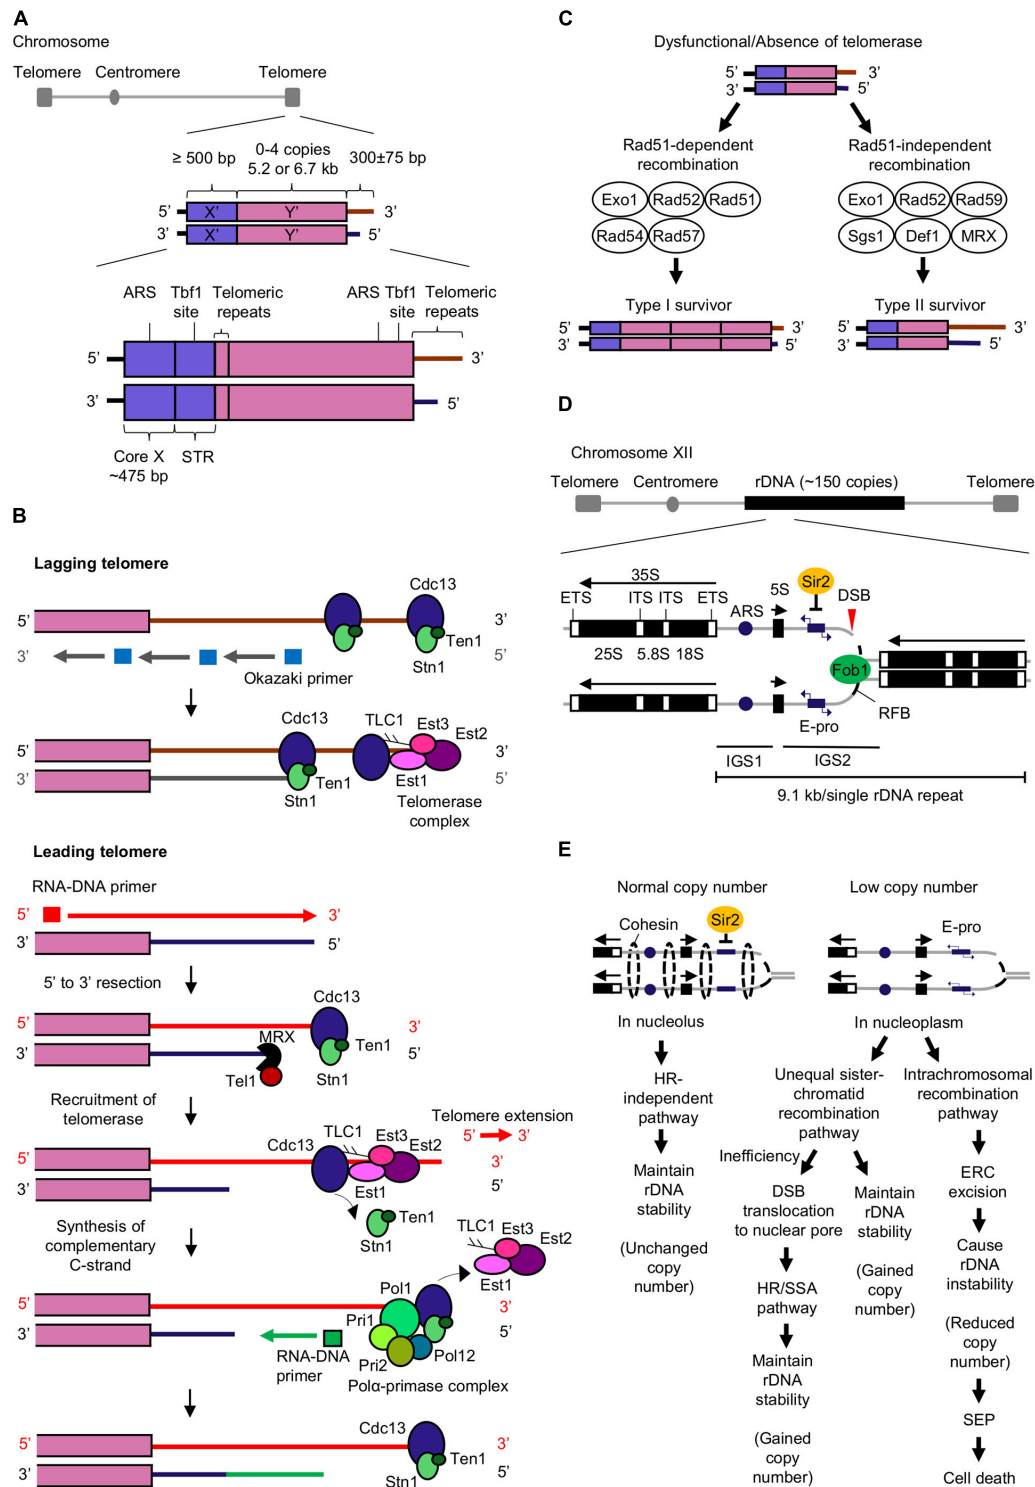 A
Chromosome
Telomere Centromere Telomere
≥ 500 bp
0-4 copies
5.2 or 6.7 kb
300±75 bp
5’ X’ Y’ 3’
3’ X’ Y’ 5’
ARS Tbf1 site Telomeric repeats ARS Tbf1 site Telomeric repeats
5’ 3’
3’ 5’
Core X
~475 bp
STR
B
Lagging telomere
Cdc13
5’ 3’
Ten1
3’ 5’
Stn1
Okazaki primer
Cdc13 TLC1 Est3 Est2
5’ 3’
3’ Ten1 Est1 5’
Stn1
Telomerase
complex
Leading telomere
RNA-DNA primer
5’ 3’
3’ 5’
5’ to 3’ resection
Cdc13
5’ 3’
MRX
Ten1
3’ 5’
Tel1 Stn1
Recruitment of
telomerase
Telomere extension
5’ 3’
Cdc13 TLC1 Est3 Est2
5’ 3’
3’ Est1 5’
Ten1
Stn1
Synthesis of
complementary
C-strand
TLC1 Est3 Est2
Est1
Pol1
5’ 3’
Pri1
3’ 5’
RNA-DNA
primer
Pri2 Pol12
Polα-primase complex
Cdc13
5’ 3’
Ten1
3’ 5’
Stn1
C
Dysfunctional/Absence of telomerase
5’ 3’
3’ 5’
Rad51-dependent
recombination
Exo1 Rad52 Rad51
Rad54 Rad57
Type I survivor
5’ 3’
3’ 5’
Rad51-independent
recombination
Exo1 Rad52 Rad59
Sgs1 Def1 MRX
Type II survivor
5’ 3’
3’ 5’
D
Chromosome XII
Telomere Centromere rDNA (~150 copies) Telomere
35S 5S Sir2 DSB
ETS ITS ITS ETS ARS
25S 5.8S 18S
Fob1
RFB
E-pro
IGS1 IGS2
9.1 kb/single rDNA repeat
E
Normal copy number
Cohesin Sir2
In nucleolus
HR-
independent
pathway
Maintain
rDNA
stability
(Unchanged
copy
number)
Low copy number
E-pro
In nucleoplasm
Unequal sister-
chromatid
recombination
pathway
Inefficiency
DSB
translocation
to nuclear pore
HR/SSA
pathway
Maintain
rDNA
stability
(Gained
copy
number)
Maintain
rDNA
stability
(Gained
copy
number)
Intrachromosomal
recombination
pathway
ERC
excision
Cause
rDNA
instability
(Reduced
copy
number)
SEP
Cell death